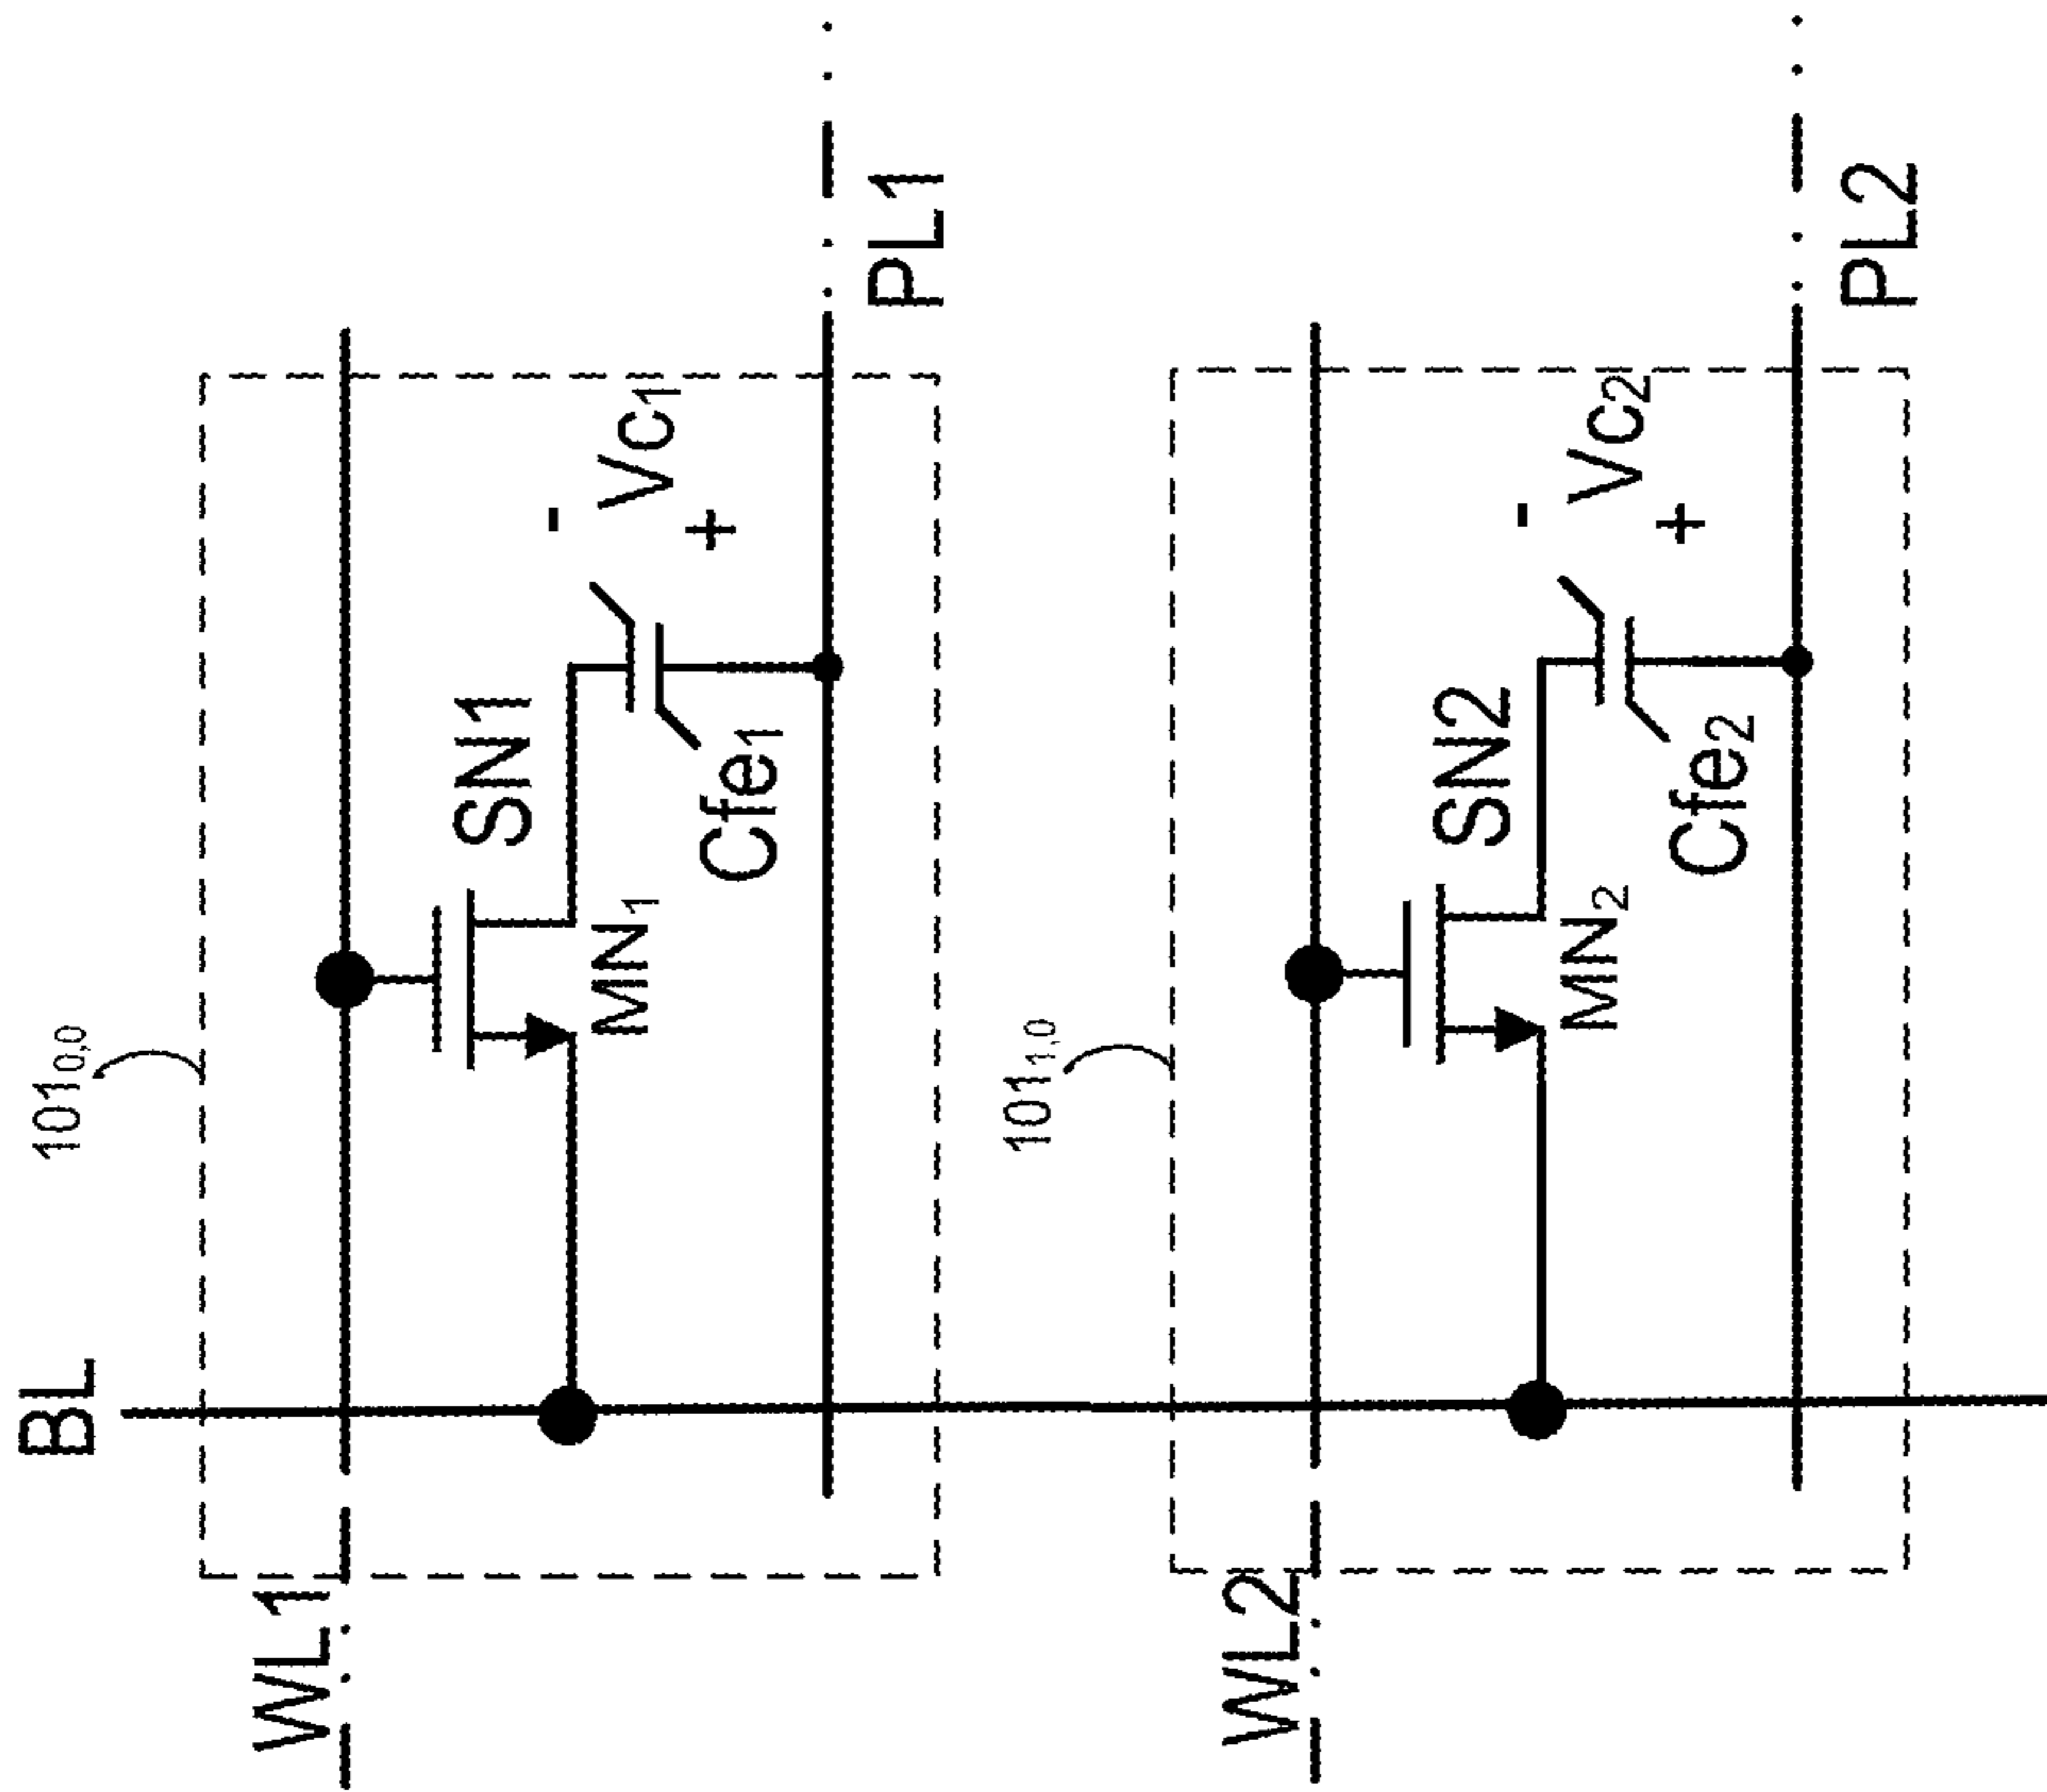 BL
101₀,₀
WL1
SN1
MN₁
-
Vc₁
+
Cfe₁
PL1
101₁,₀
WL2
SN2
MN₂
-
Vc₂
+
Cfe₂
PL2